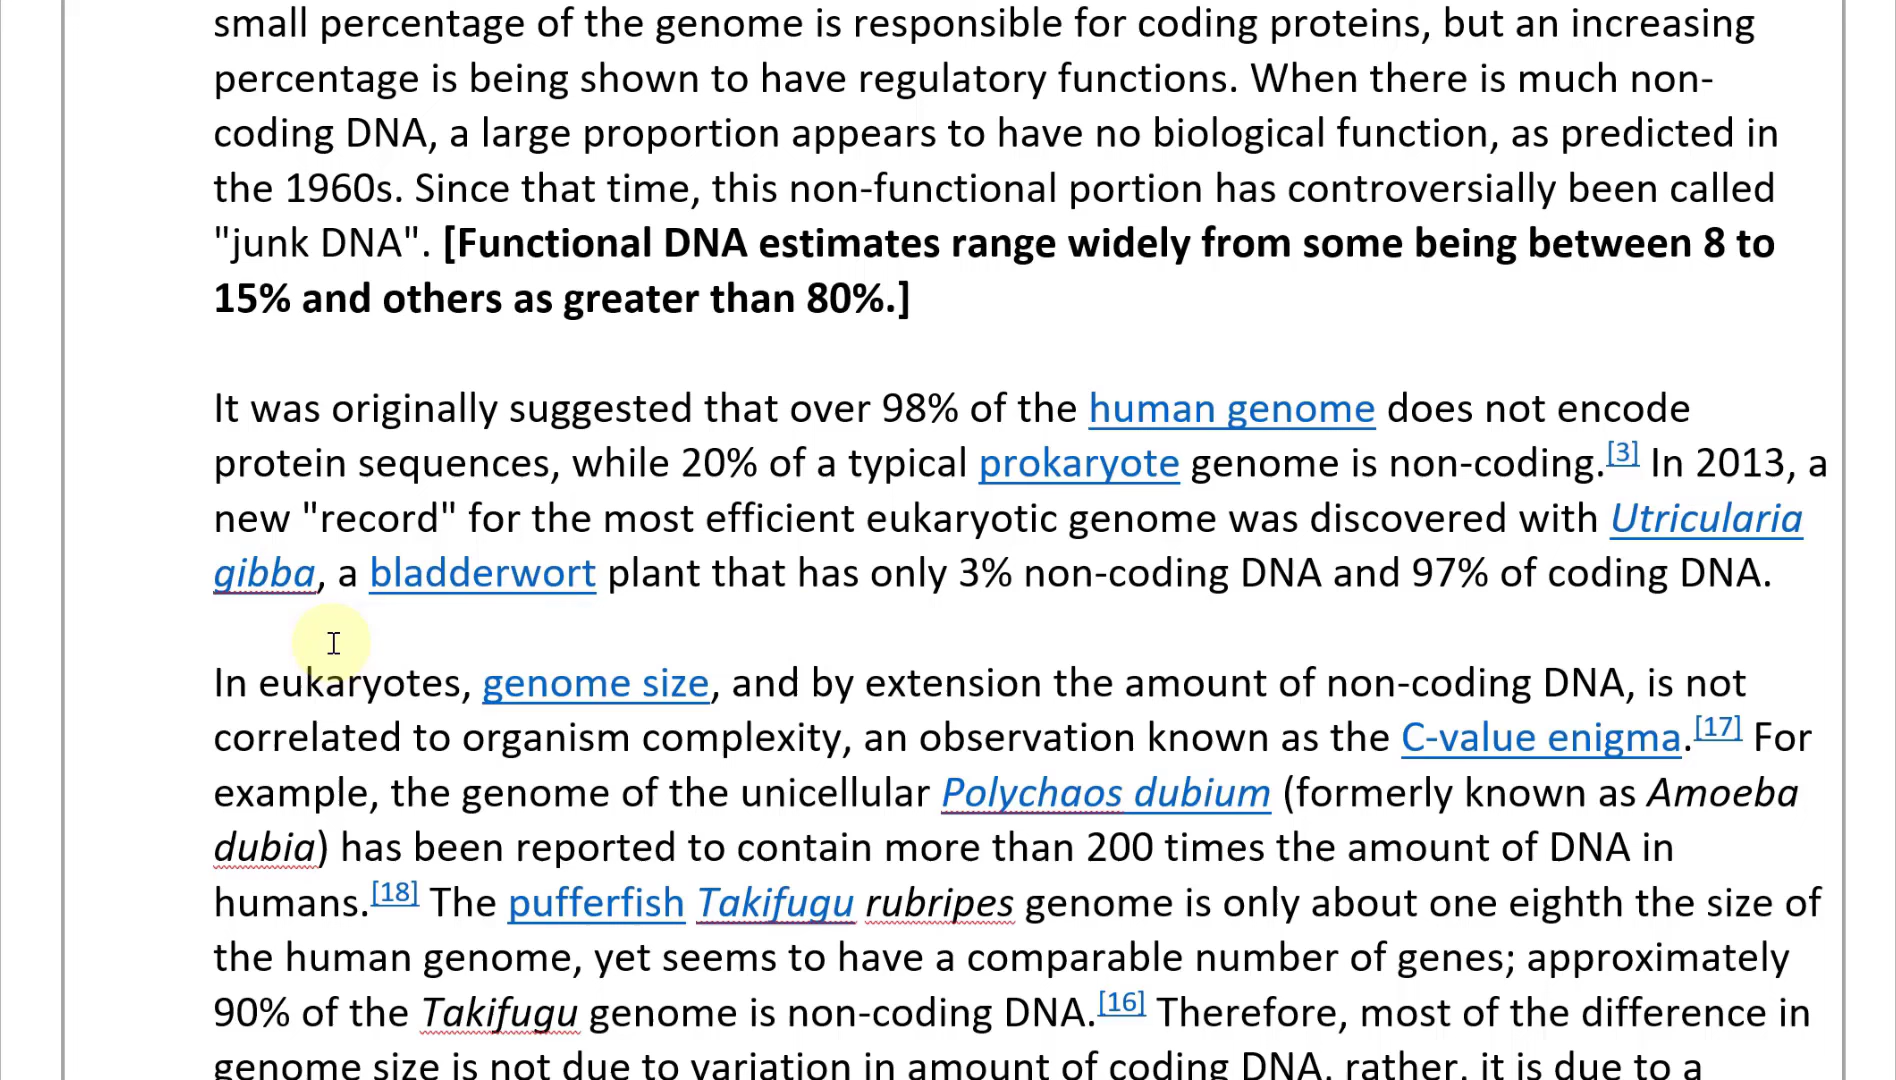 small percentage of the genome is responsible for coding proteins, but an increasing
percentage is being shown to have regulatory functions. When there is much non-
coding DNA, a large proportion appears to have no biological function, as predicted in
the 1960s. Since that time, this non-functional portion has controversially been called
"junk DNA". [Functional DNA estimates range widely from some being between 8 to
15% and others as greater than 80%.]
It was originally suggested that over 98% of the human genome does not encode
protein sequences, while 20% of a typical prokaryote genome is non-coding.[3] In 2013, a
new "record" for the most efficient eukaryotic genome was discovered with Utricularia
gibba, a bladderwort plant that has only 3% non-coding DNA and 97% of coding DNA.
In eukaryotes, genome size, and by extension the amount of non-coding DNA, is not
correlated to organism complexity, an observation known as the C-value enigma.[17] For
example, the genome of the unicellular Polychaos dubium (formerly known as Amoeba
dubia) has been reported to contain more than 200 times the amount of DNA in
humans.[18] The pufferfish Takifugu rubripes genome is only about one eighth the size of
the human genome, yet seems to have a comparable number of genes; approximately
90% of the Takifugu genome is non-coding DNA.[16] Therefore, most of the difference in
genome size is not due to variation in amount of coding DNA, rather, it is due to a